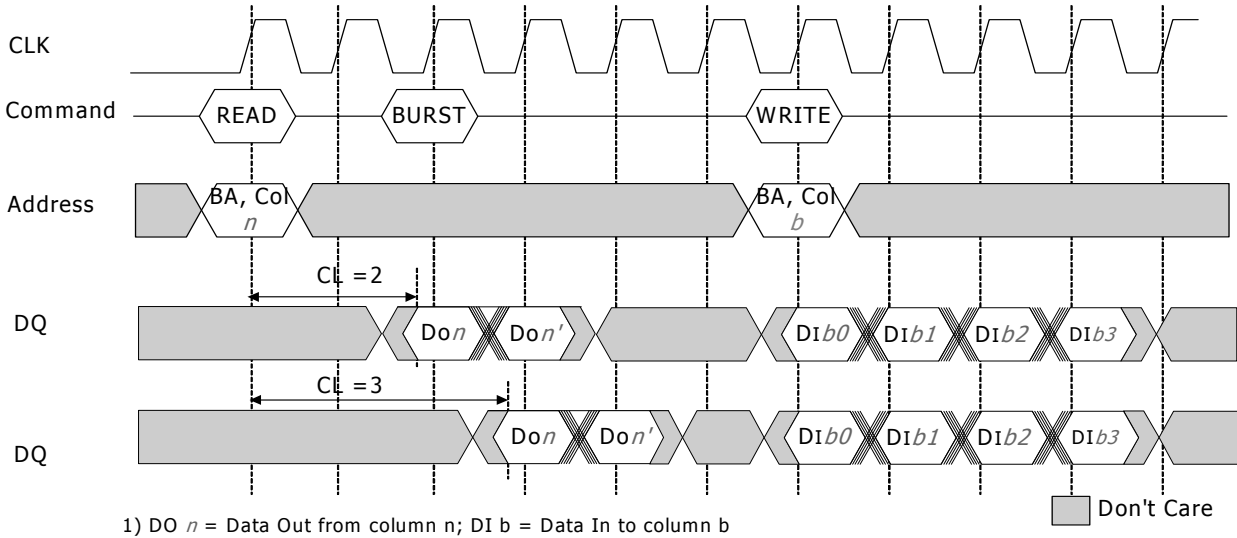 CLK
Command
READ
BURST
WRITE
Address
BA, Col
n
BA, Col
b
CL =2
DQ
Don
Don'
DIb0
DIb1
DIb2
DIb3
CL =3
DQ
Don
Don'
DIb0
DIb1
DIb2
DIb3
Don't Care
1) DO n = Data Out from column n; DI b = Data In to column b